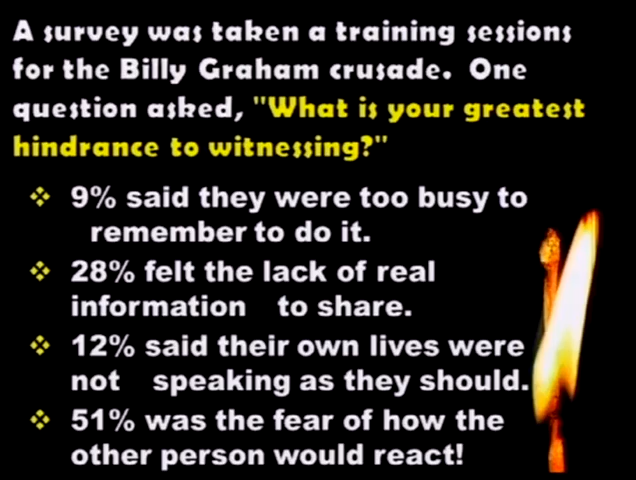 A survey was taken a training sessions
for the Billy Graham crusade. One
question asked, "What is your greatest
hindrance to witnessing?"
❖ 9% said they were too busy to
remember to do it.
❖ 28% felt the lack of real
information to share.
❖ 12% said their own lives were
not speaking as they should.
❖ 51% was the fear of how the
other person would react!